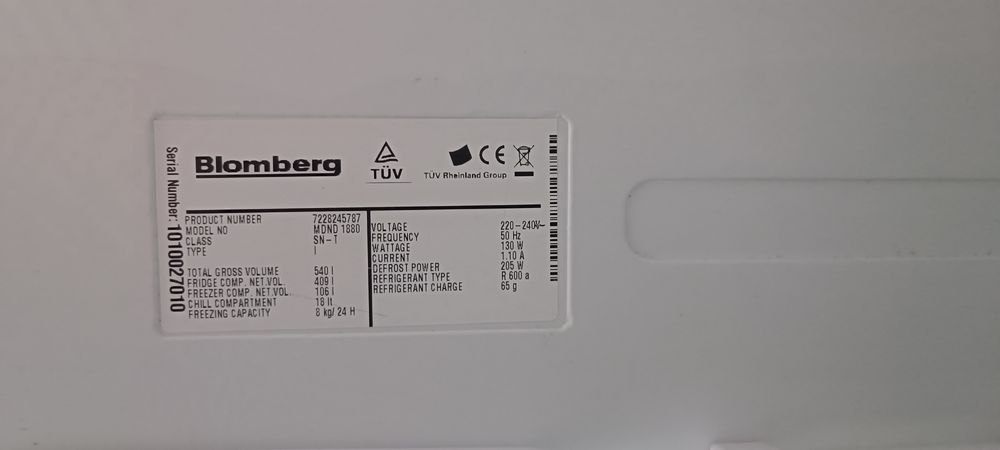 Serial Number: 1010027010
Blomberg
TÜV
CE
TÜV Rheinland Group
PRODUCT NUMBER 7228245787
MODEL NO MDND 1880
CLASS SN-T
TYPE I
TOTAL GROSS VOLUME 540 l
FRIDGE COMP. NET.VOL. 409 l
FREEZER COMP. NET.VOL. 106 l
CHILL COMPARTMENT 18 lt
FREEZING CAPACITY 8 kg/ 24 H
VOLTAGE 220-240V~
FREQUENCY 50 Hz
WATTAGE 130 W
CURRENT 1.10 A
DEFROST POWER 205 W
REFRIGERANT TYPE R 600 a
REFRIGERANT CHARGE 65 g